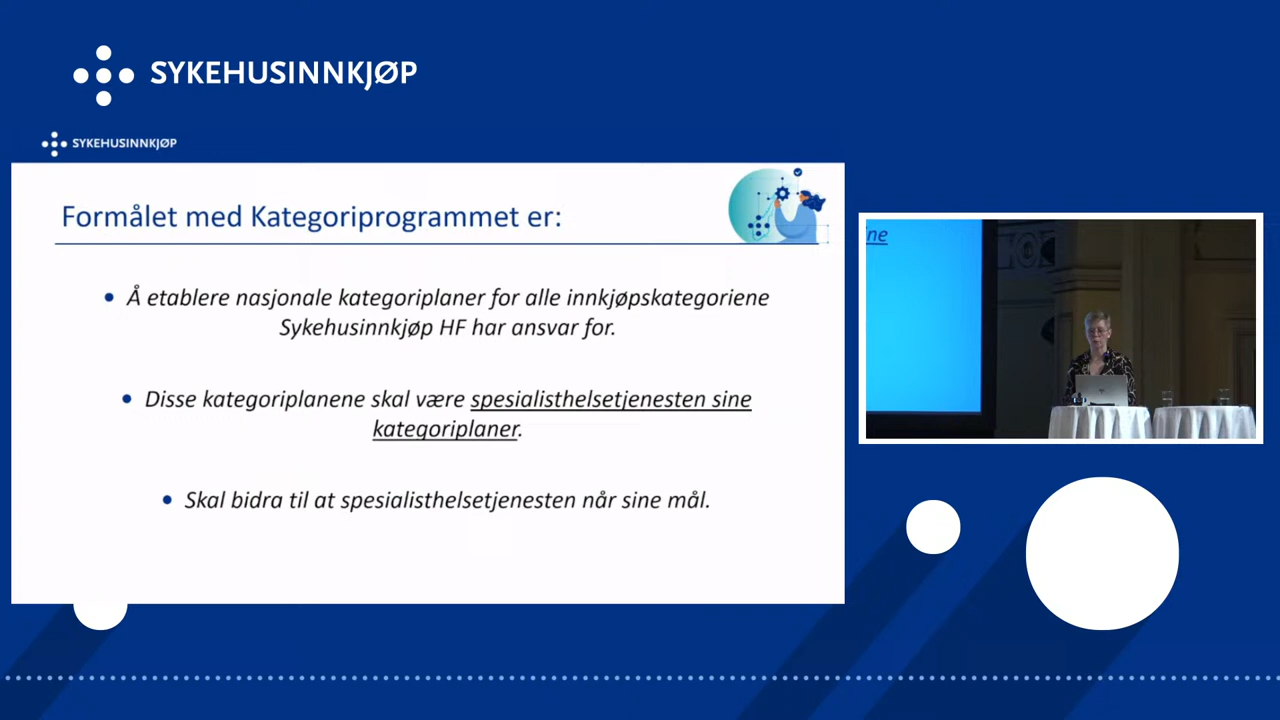 SYKEHUSINNKJØP
SYKEHUSINNKJØP
Formålet med Kategoriprogrammet er:
• Å etablere nasjonale kategoriplaner for alle innkjøpskategoriene
Sykehusinnkjøp HF har ansvar for.
• Disse kategoriplanene skal være spesialisthelsetjenesten sine
kategoriplaner.
• Skal bidra til at spesialisthelsetjenesten når sine mål.
ne